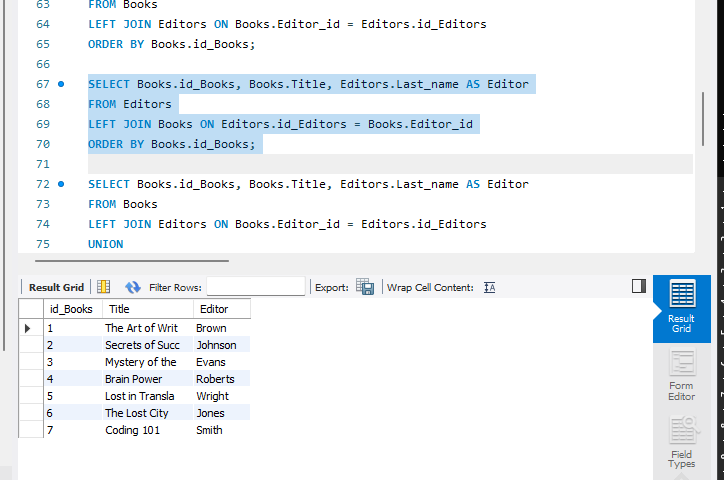 63 FROM Books
64 LEFT JOIN Editors ON Books.Editor_id = Editors.id_Editors
65 ORDER BY Books.id_Books;
66
67 SELECT Books.id_Books, Books.Title, Editors.Last_name AS Editor
68 FROM Editors
69 LEFT JOIN Books ON Editors.id_Editors = Books.Editor_id
70 ORDER BY Books.id_Books;
71
72 SELECT Books.id_Books, Books.Title, Editors.Last_name AS Editor
73 FROM Books
74 LEFT JOIN Editors ON Books.Editor_id = Editors.id_Editors
75 UNION
Result Grid Filter Rows: Export: Wrap Cell Content: IA
id_Books Title Editor
1 The Art of Writ Brown
2 Secrets of Succ Johnson
3 Mystery of the Evans
4 Brain Power Roberts
5 Lost in Transla Wright
6 The Lost City Jones
7 Coding 101 Smith
Result
Grid
Form
Editor
Field
Types